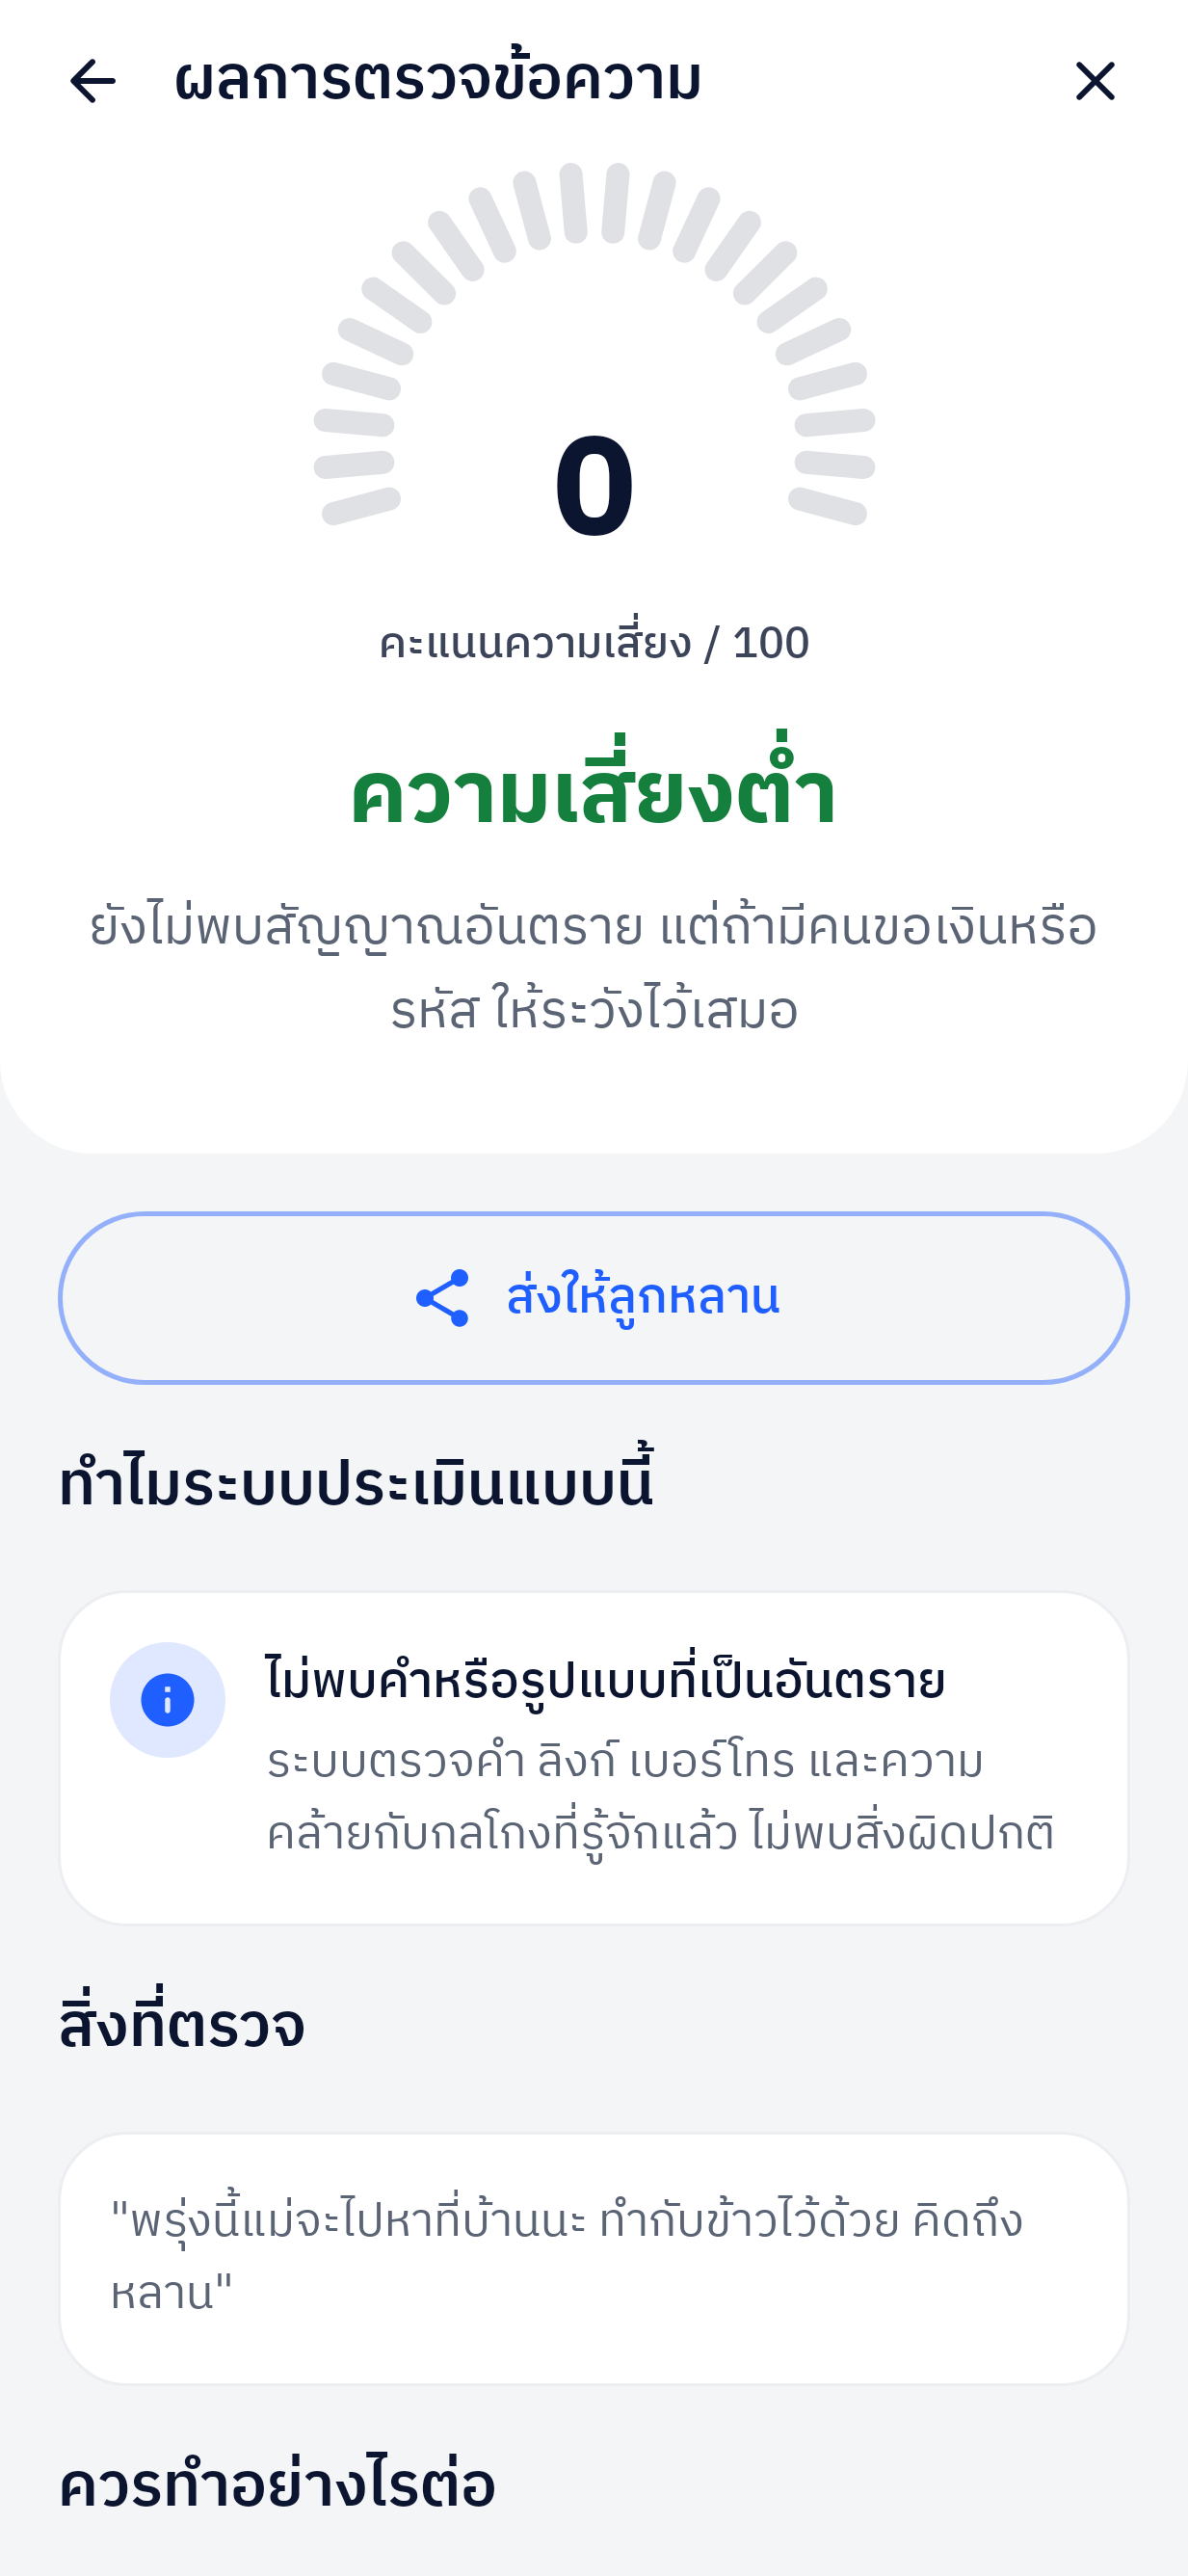 ผลการตรวจข้อความ
0
คะแนนความเสี่ยง / 100
ความเสี่ยงต่ำ
ยังไม่พบสัญญาณอันตราย แต่ถ้ามีคนขอเงินหรือ
รหัส ให้ระวังไว้เสมอ
ส่งให้ลูกหลาน
ทำไมระบบประเมินแบบนี้
ไม่พบคำหรือรูปแบบที่เป็นอันตราย
ระบบตรวจคำ ลิงก์ เบอร์โทร และความ
คล้ายกับกลโกงที่รู้จักแล้ว ไม่พบสิ่งผิดปกติ
สิ่งที่ตรวจ
"พรุ่งนี้แม่จะไปหาที่บ้านนะ ทำกับข้าวไว้ด้วย คิดถึง
หลาน"
ควรทำอย่างไรต่อ